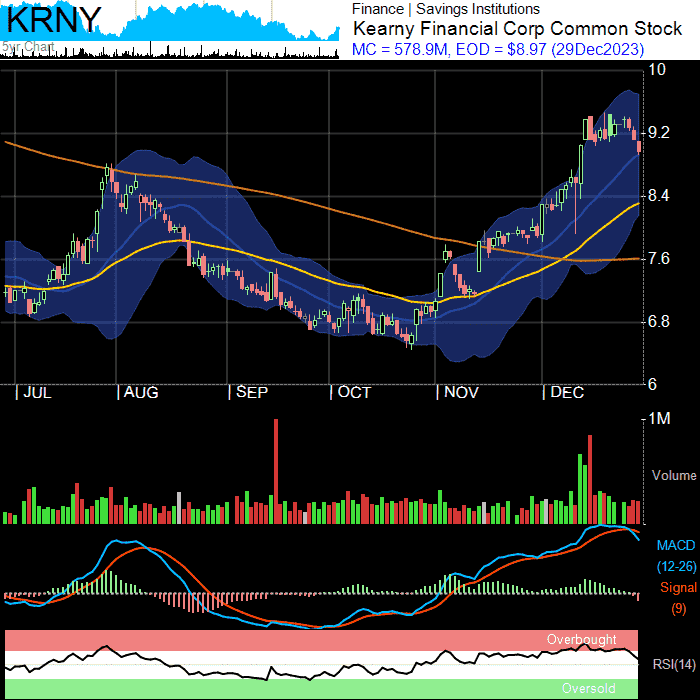 KRNY
5yr Chart
Finance | Savings Institutions
Kearny Financial Corp Common Stock
MC = 578.9M, EOD = $8.97 (29Dec2023)
10
9.2
8.4
7.6
6.8
6
| JUL | AUG | SEP | OCT | NOV | DEC
1M
Volume
MACD
(12-26)
Signal
(9)
Overbought
RSI(14)
Oversold